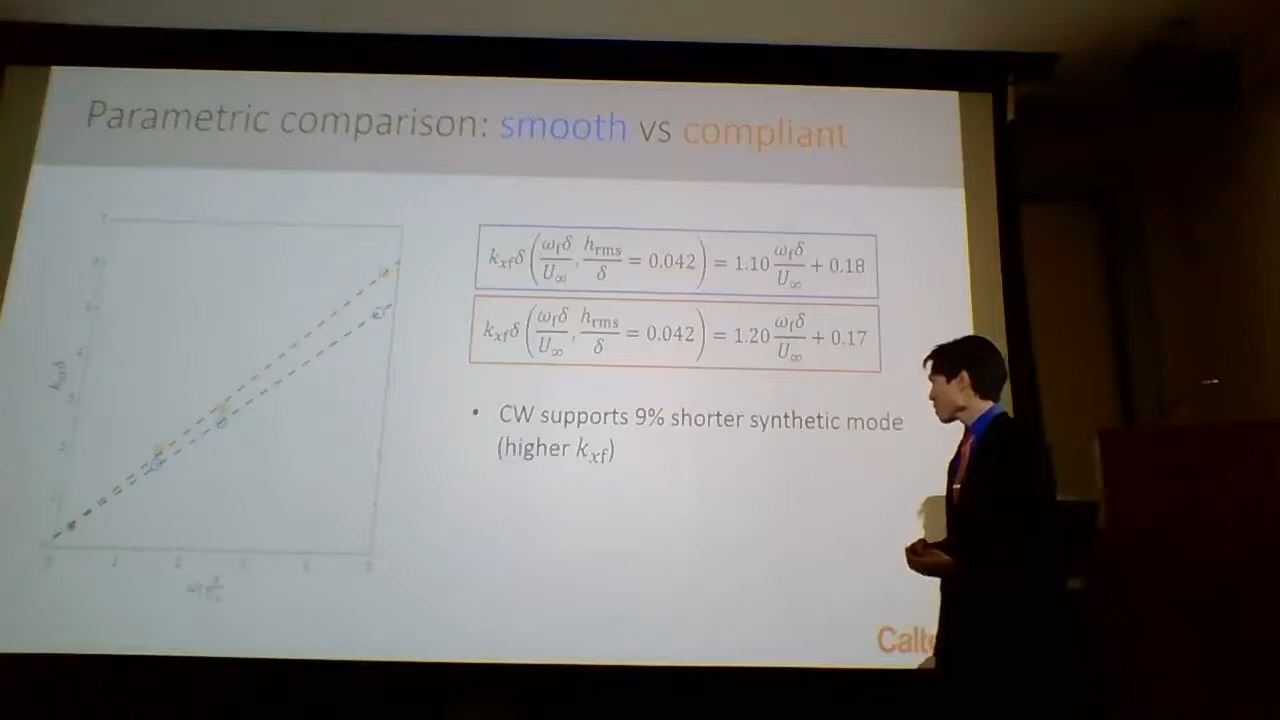 Parametric comparison: smooth vs compliant
k_xf δ (ω_f δ / U_∞, h_rms / δ = 0.042) = 1.10 ω_f δ / U_∞ + 0.18
k_xf δ (ω_f δ / U_∞, h_rms / δ = 0.042) = 1.20 ω_f δ / U_∞ + 0.17
• CW supports 9% shorter synthetic mode
(higher k_xf)